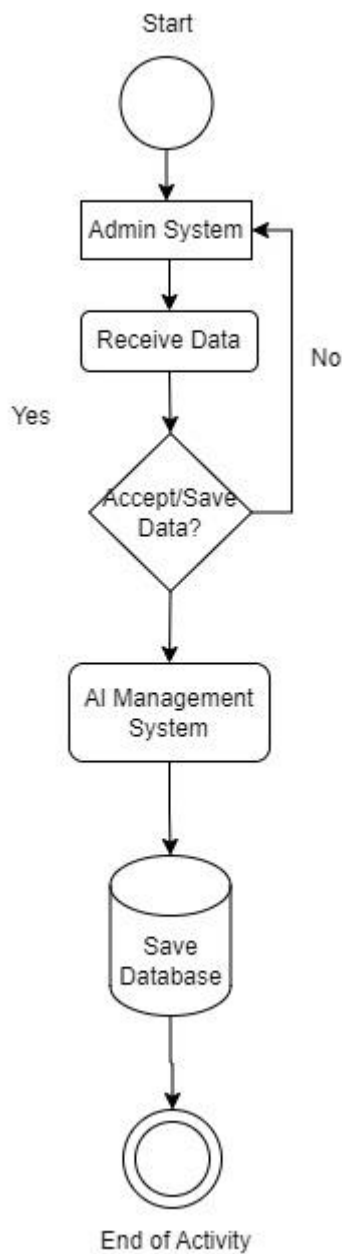 Start
Admin System
Receive Data
No
Yes
Accept/Save
Data?
AI Management
System
Save
Database
End of Activity